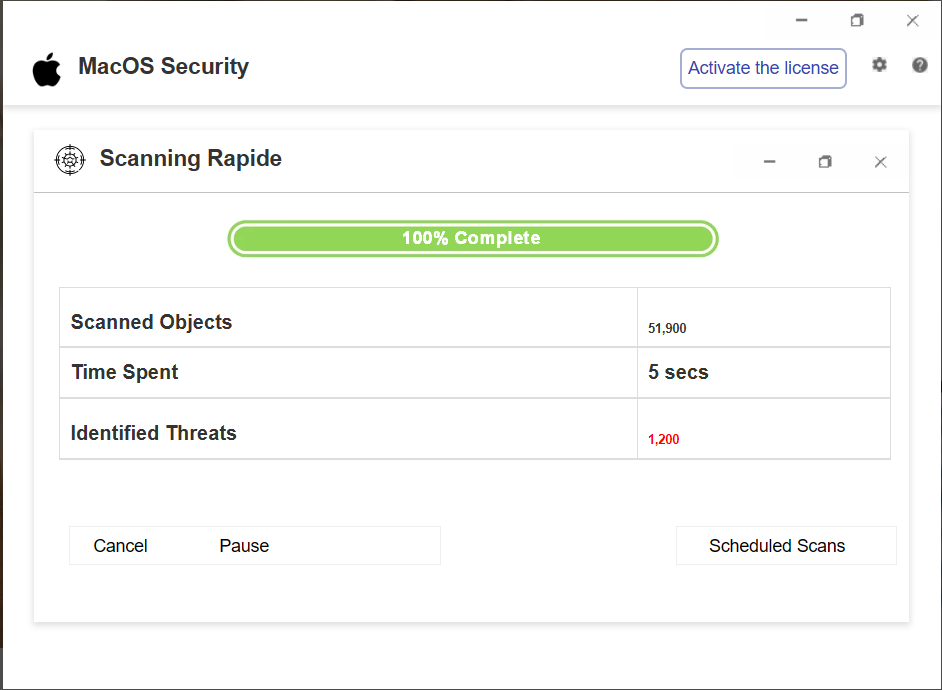 MacOS Security
Activate the license
Scanning Rapide
100% Complete
Scanned Objects 51,900
Time Spent 5 secs
Identified Threats 1,200
Cancel Pause Scheduled Scans